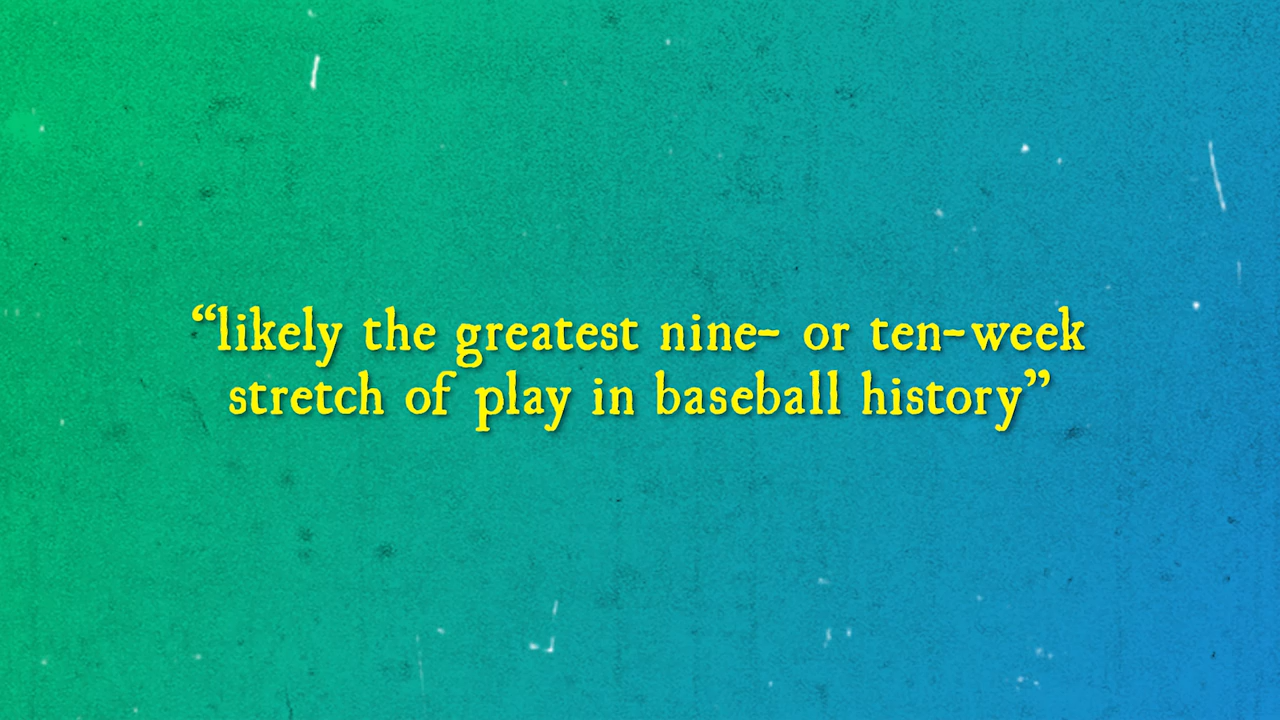 “likely the greatest nine- or ten-week
stretch of play in baseball history”